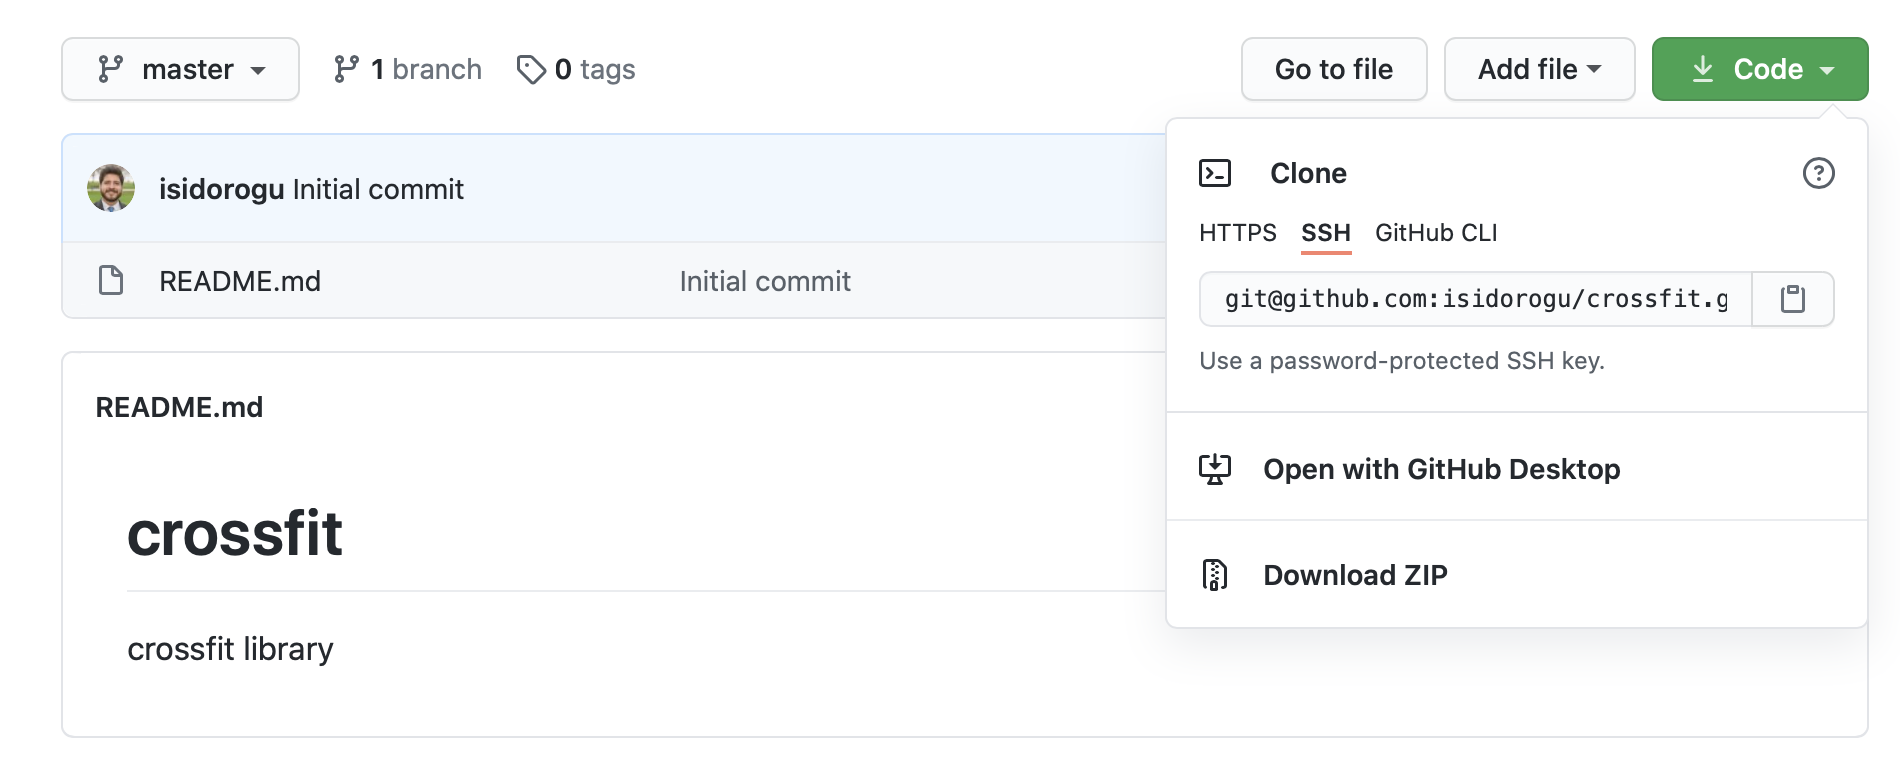 master 1 branch 0 tags Go to file Add file Code
isidorogu Initial commit
README.md Initial commit
README.md
crossfit
crossfit library
Clone
HTTPS SSH GitHub CLI
git@github.com:isidorogu/crossfit.g
Use a password-protected SSH key.
Open with GitHub Desktop
Download ZIP